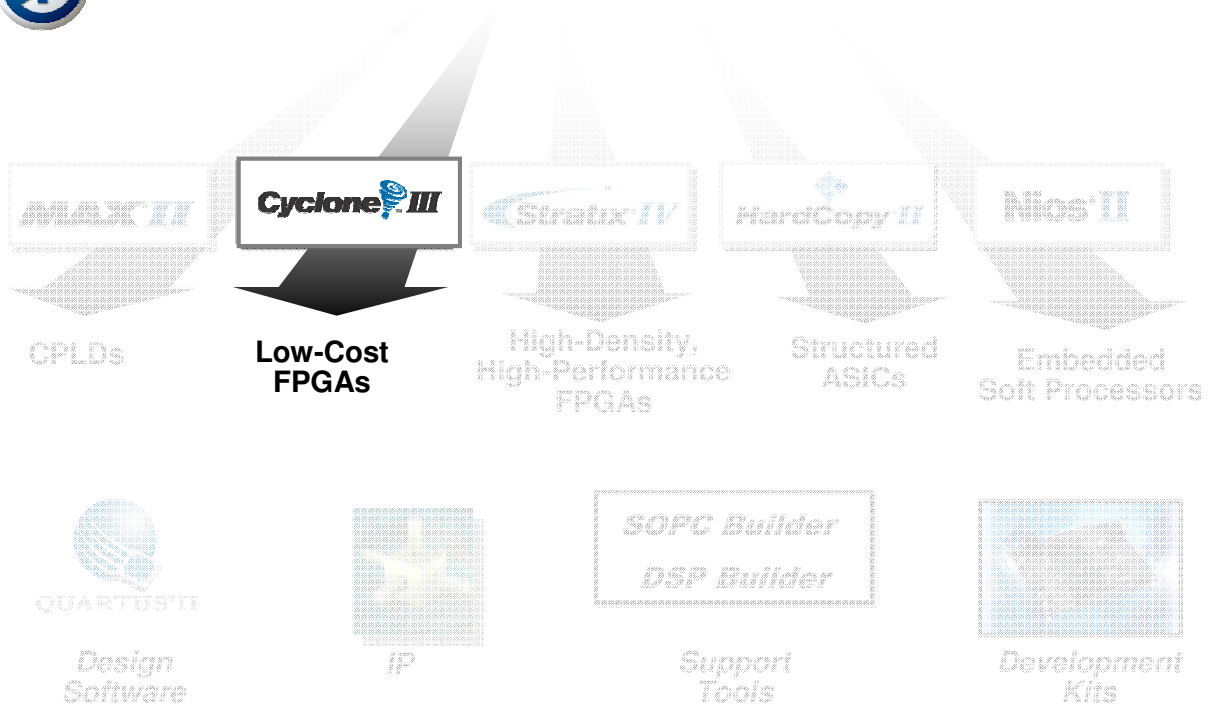 MAX II
Cyclone III
Stratix IV
HardCopy II
Nios II
CPLDs
Low-Cost
FPGAs
High-Density,
High-Performance
FPGAs
Structured
ASICs
Embedded
Soft Processors
SOPC Builder
DSP Builder
QUARTUS II
Design
Software
IP
Support
Tools
Development
Kits